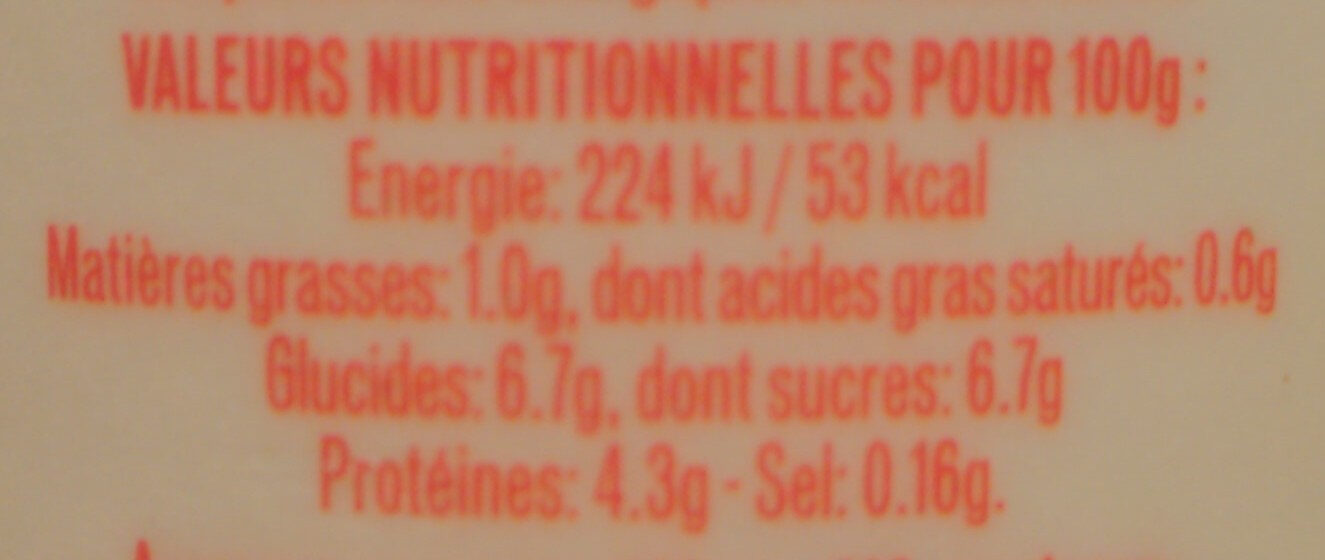 VALEURS NUTRITIONNELLES POUR 100g :
Energie: 224 kJ / 53 kcal
Matières grasses: 1.0g, dont acides gras saturés: 0.6g
Glucides: 6.7g, dont sucres: 6.7g
Protéines: 4.3g - Sel: 0.16g.